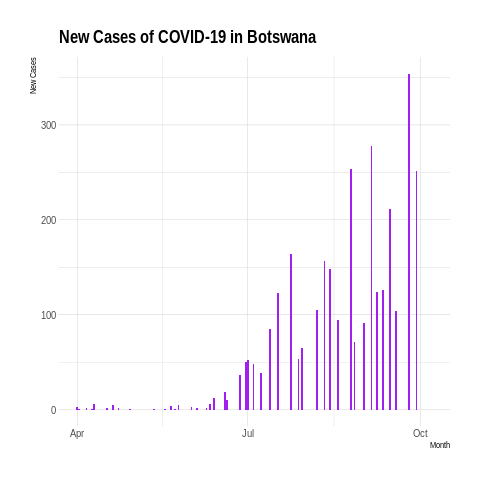 New Cases of COVID-19 in Botswana
New Cases
300
200
100
0
Apr Jul Oct
Month